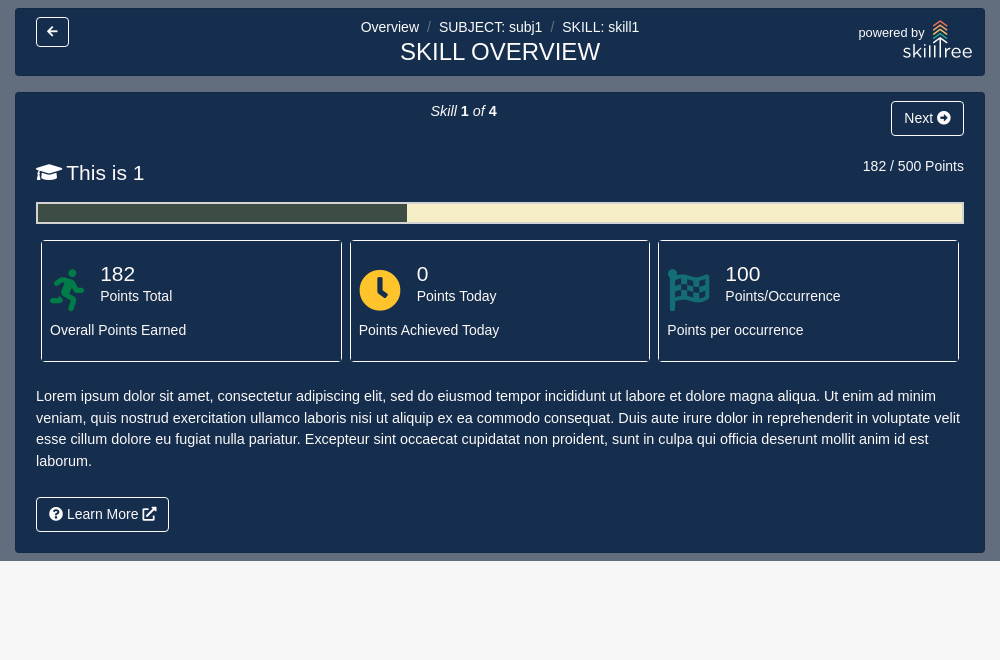 Overview / SUBJECT: subj1 / SKILL: skill1
SKILL OVERVIEW
powered by
skilltree
Skill 1 of 4
Next
This is 1
182 / 500 Points
182
Points Total
Overall Points Earned
0
Points Today
Points Achieved Today
100
Points/Occurrence
Points per occurrence
Lorem ipsum dolor sit amet, consectetur adipiscing elit, sed do eiusmod tempor incididunt ut labore et dolore magna aliqua. Ut enim ad minim
veniam, quis nostrud exercitation ullamco laboris nisi ut aliquip ex ea commodo consequat. Duis aute irure dolor in reprehenderit in voluptate velit
esse cillum dolore eu fugiat nulla pariatur. Excepteur sint occaecat cupidatat non proident, sunt in culpa qui officia deserunt mollit anim id est
laborum.
Learn More